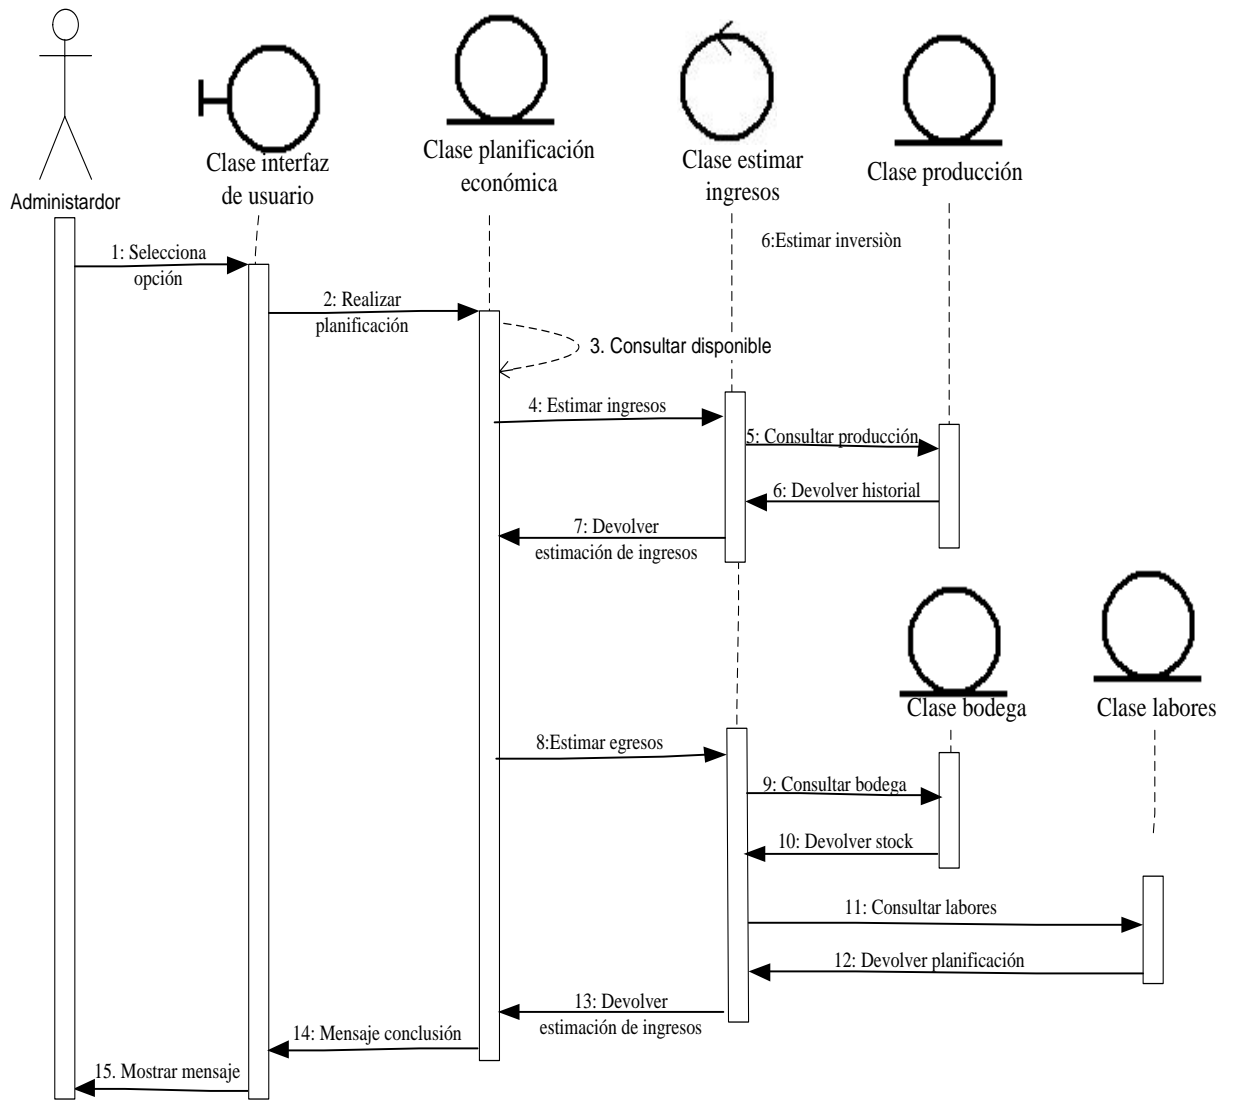 Administardor
Clase interfaz
de usuario
Clase planificación
económica
Clase estimar
ingresos
Clase producción
6:Estimar inversiòn
1: Selecciona
opción
2: Realizar
planificación
3. Consultar disponible
4: Estimar ingresos
5: Consultar producción
6: Devolver historial
7: Devolver
estimación de ingresos
Clase bodega
Clase labores
8:Estimar egresos
9: Consultar bodega
10: Devolver stock
11: Consultar labores
12: Devolver planificación
13: Devolver
estimación de ingresos
14: Mensaje conclusión
15. Mostrar mensaje